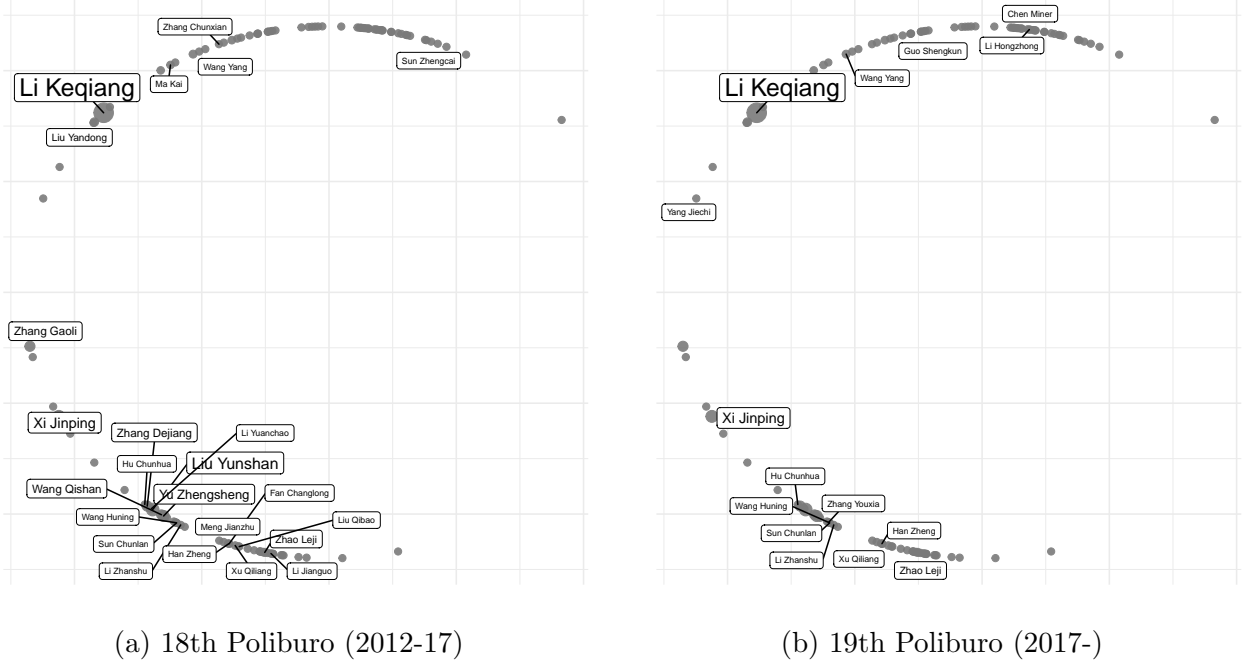 Zhang Chunxian
Wang Yang
Sun Zhengcai
Ma Kai
Li Keqiang
Liu Yandong
Zhang Gaoli
Xi Jinping
Zhang Dejiang
Li Yuanchao
Hu Chunhua
Liu Yunshan
Wang Qishan
Yu Zhengsheng
Fan Changlong
Wang Huning
Meng Jianzhu
Liu Qibao
Sun Chunlan
Han Zheng
Zhao Leji
Li Zhanshu
Xu Qiliang
Li Jianguo
(a) 18th Poliburo (2012-17)
Chen Miner
Guo Shengkun
Li Hongzhong
Wang Yang
Li Keqiang
Yang Jiechi
Xi Jinping
Hu Chunhua
Wang Huning
Zhang Youxia
Sun Chunlan
Han Zheng
Li Zhanshu
Xu Qiliang
Zhao Leji
(b) 19th Poliburo (2017-)